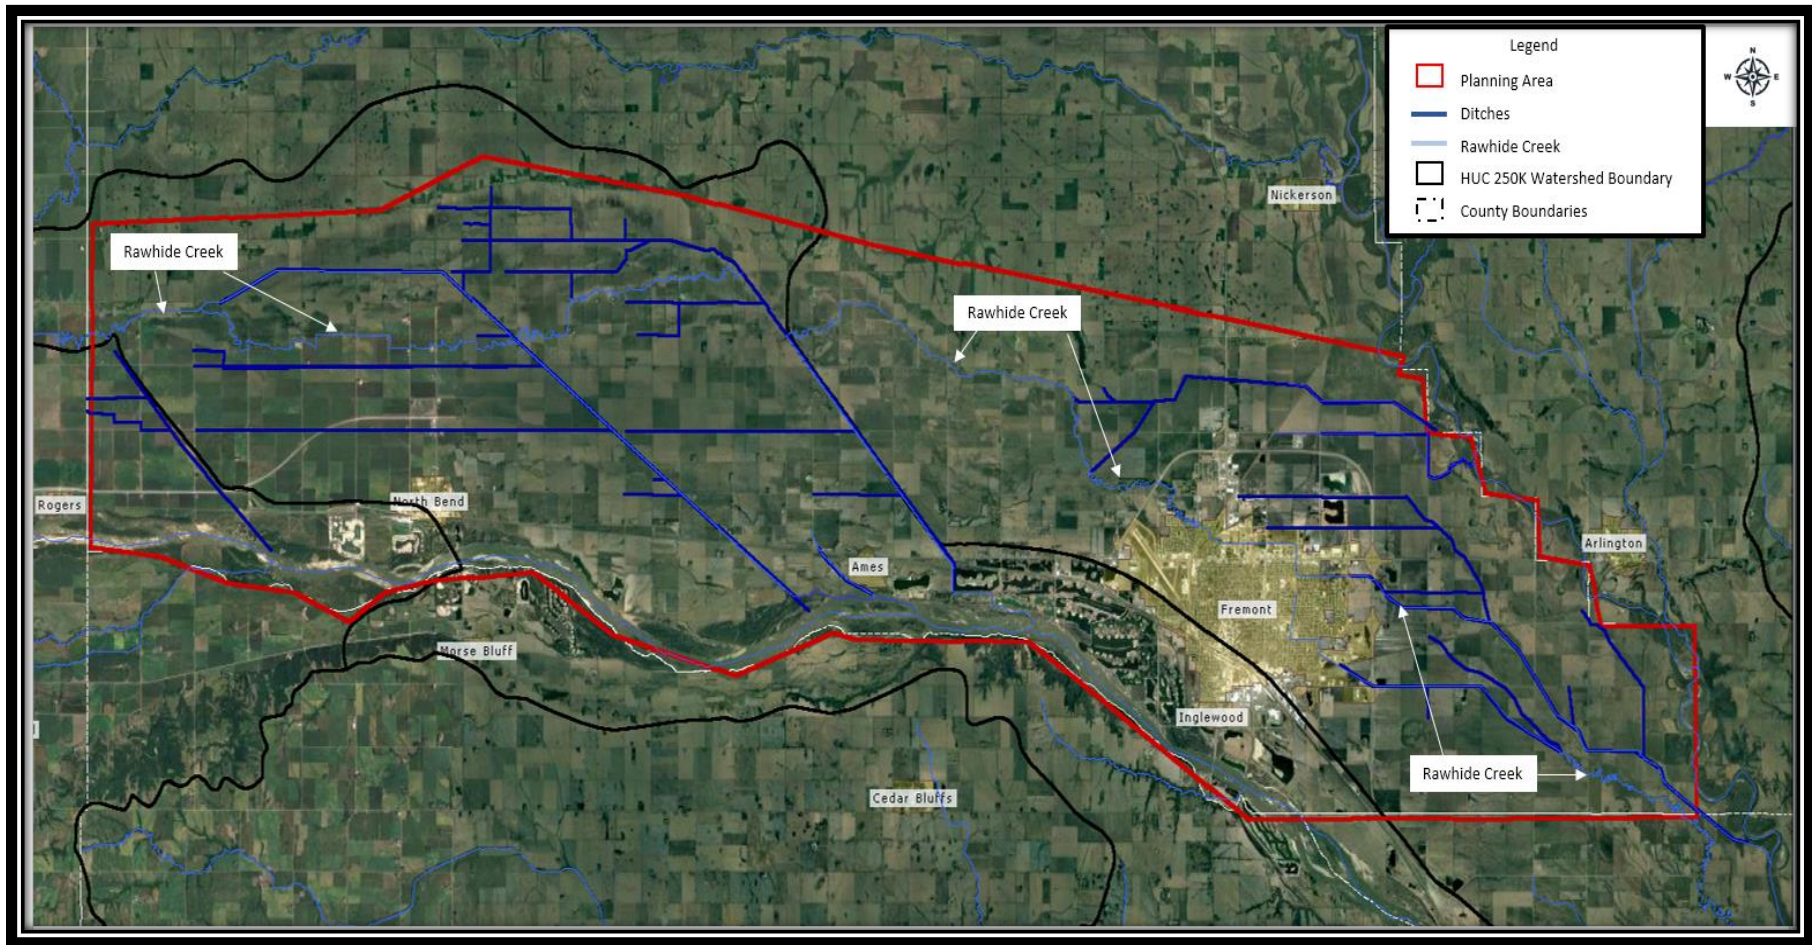 Legend
Planning Area
Ditches
Rawhide Creek
HUC 250K Watershed Boundary
County Boundaries
N
W E
S
Nickerson
Rawhide Creek
Rawhide Creek
Rogers
North Bend
Arlington
Ames
Fremont
Morse Bluff
Inglewood
Rawhide Creek
Cedar Bluffs